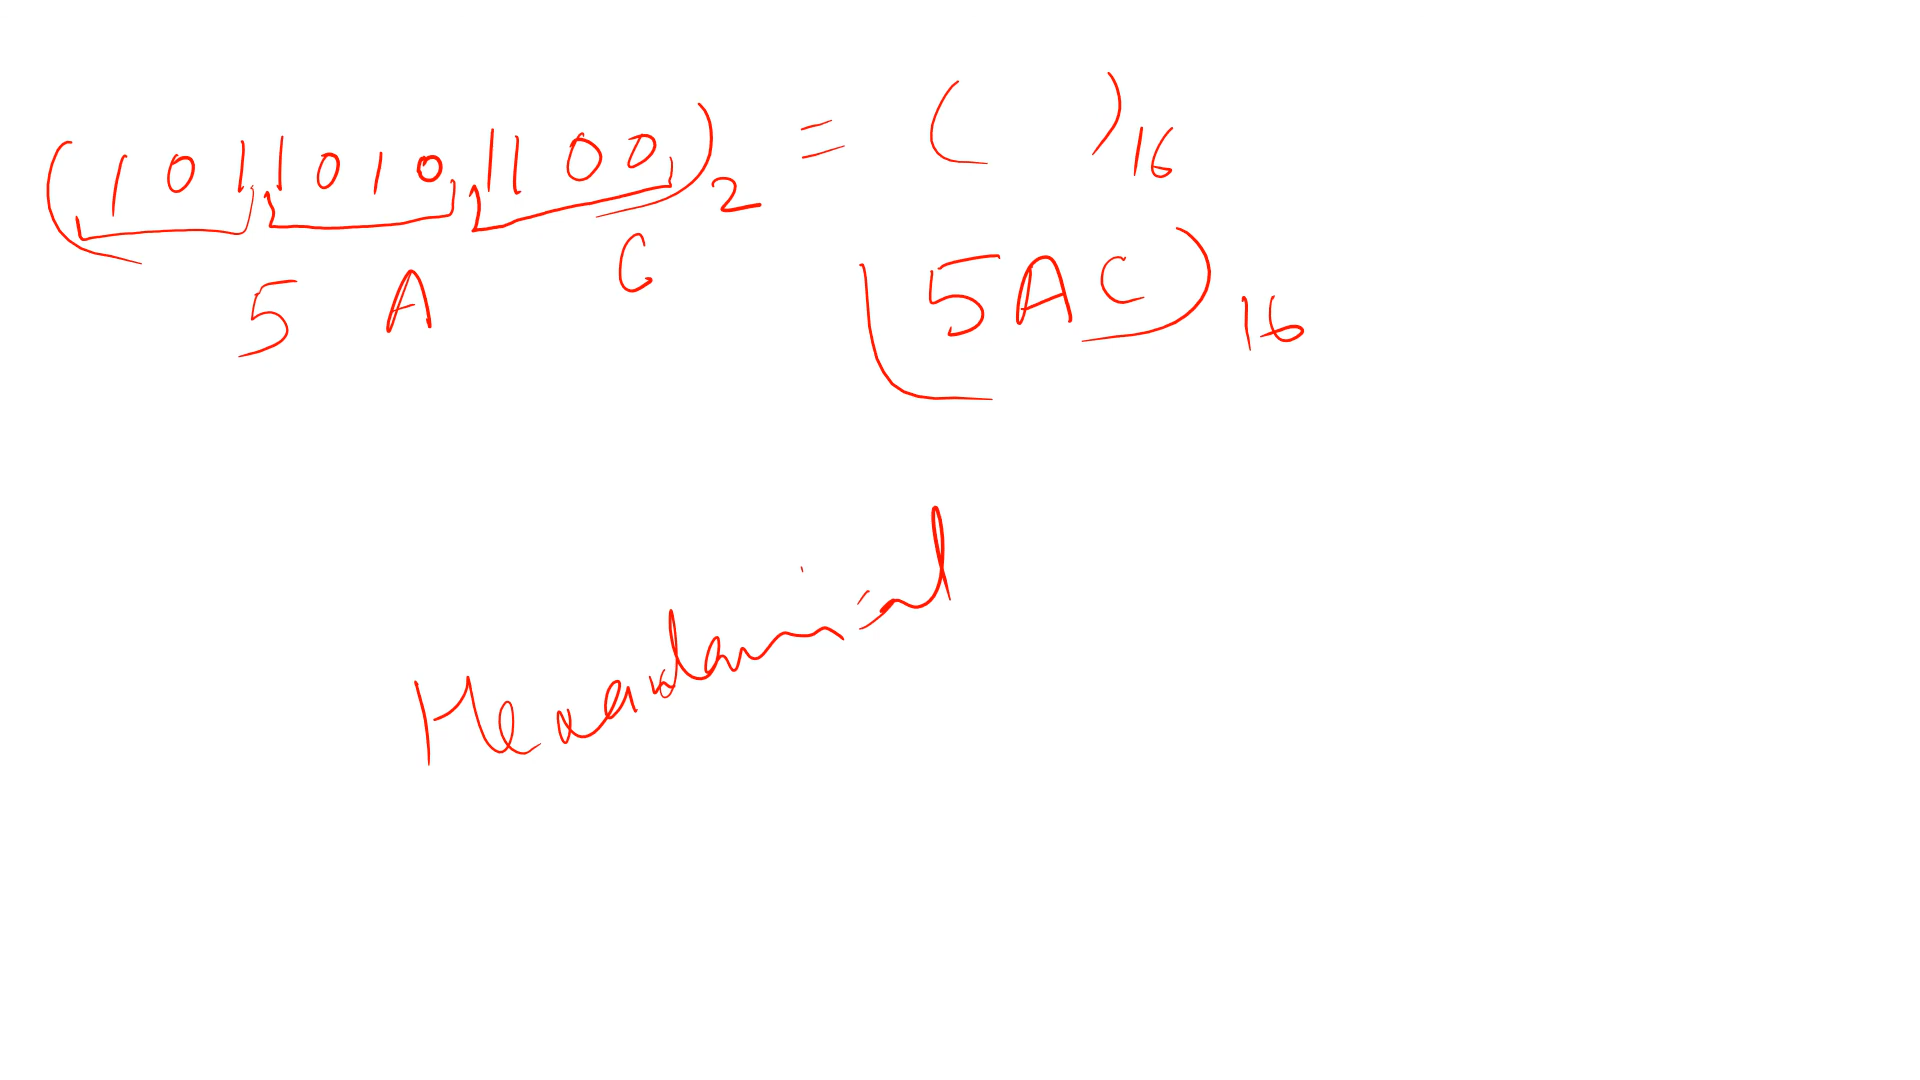 (101,1010,1100)₂ = ( )₁₆
5 A C
(5AC)₁₆
Hexadecimal